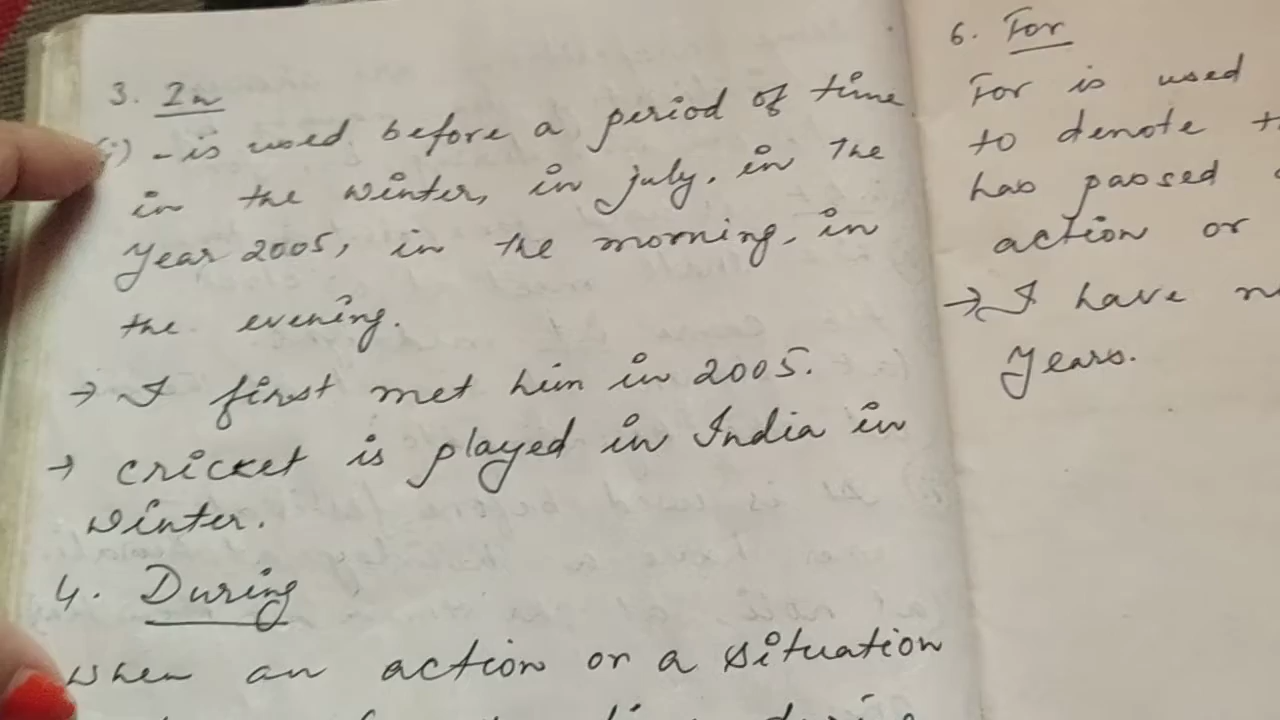 3. In
(i) - is used before a period of time
in the winter, in july, in the
Year 2005, in the morning, in
the evening.
→ I first met him in 2005.
→ cricket is played in India in
winter.
4. During
When an action or a situation
6. For
For is used
to denote
has passed
action or
→ I have
Years.